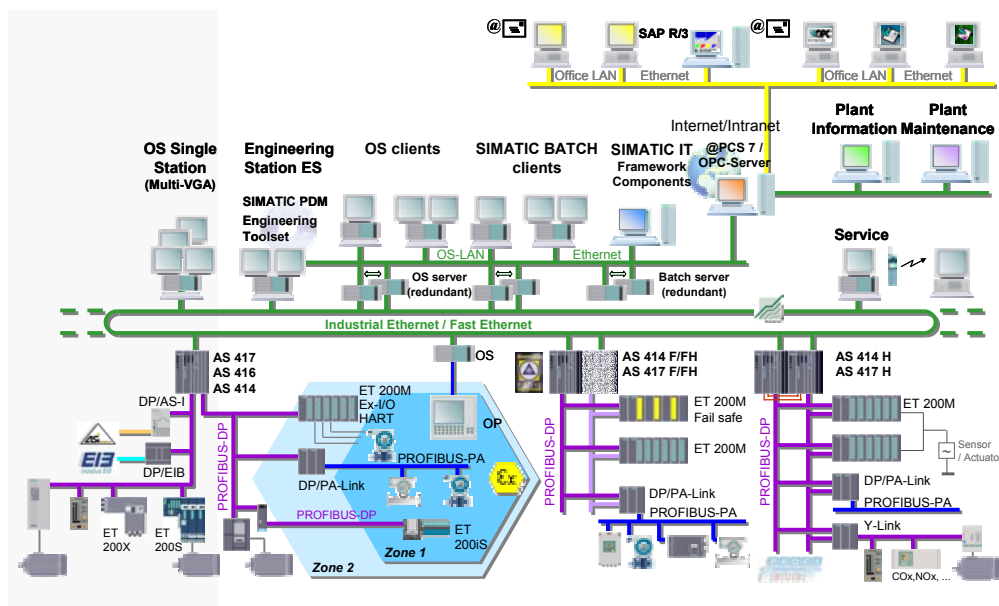 @
SAP R/3
@
OPC
Office LAN
Ethernet
Office LAN
Ethernet
Internet/Intranet
Plant
Information
Plant
Maintenance
OS Single
Station
(Multi-VGA)
Engineering
Station ES
OS clients
SIMATIC BATCH
clients
SIMATIC IT
Framework
Components
@PCS 7 /
OPC-Server
SIMATIC PDM
Engineering
Toolset
Service
OS-LAN
Ethernet
OS server
(redundant)
Batch server
(redundant)
Industrial Ethernet / Fast Ethernet
AS 417
AS 416
AS 414
OS
AS 414 F/FH
AS 417 F/FH
AS 414 H
AS 417 H
DP/AS-I
ET 200M
Ex-I/O
HART
OP
ET 200M
Fail safe
ET 200M
AS
EIB
DP/EIB
PROFIBUS-DP
PROFIBUS-PA
DP/PA-Link
Ex
PROFIBUS-DP
ET 200M
PROFIBUS-DP
Sensor
/ Actuato
~
PROFIBUS-DP
DP/PA-Link
PROFIBUS-PA
DP/PA-Link
PROFIBUS-PA
ET
200X
ET
200S
ET
200iS
Zone 1
Zone 2
Y-Link
COx,NOx, ...